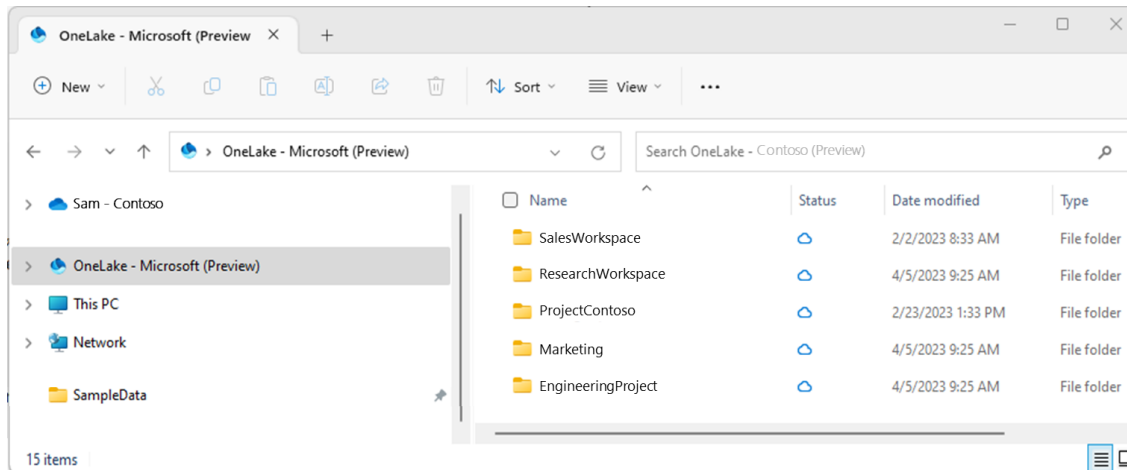 OneLake - Microsoft (Preview
New Sort View
OneLake - Microsoft (Preview) Search OneLake - Contoso (Preview)
Sam - Contoso
OneLake - Microsoft (Preview)
This PC
Network
SampleData
Name Status Date modified Type
SalesWorkspace 2/2/2023 8:33 AM File folder
ResearchWorkspace 4/5/2023 9:25 AM File folder
ProjectContoso 2/23/2023 1:33 PM File folder
Marketing 4/5/2023 9:25 AM File folder
EngineeringProject 4/5/2023 9:25 AM File folder
15 items